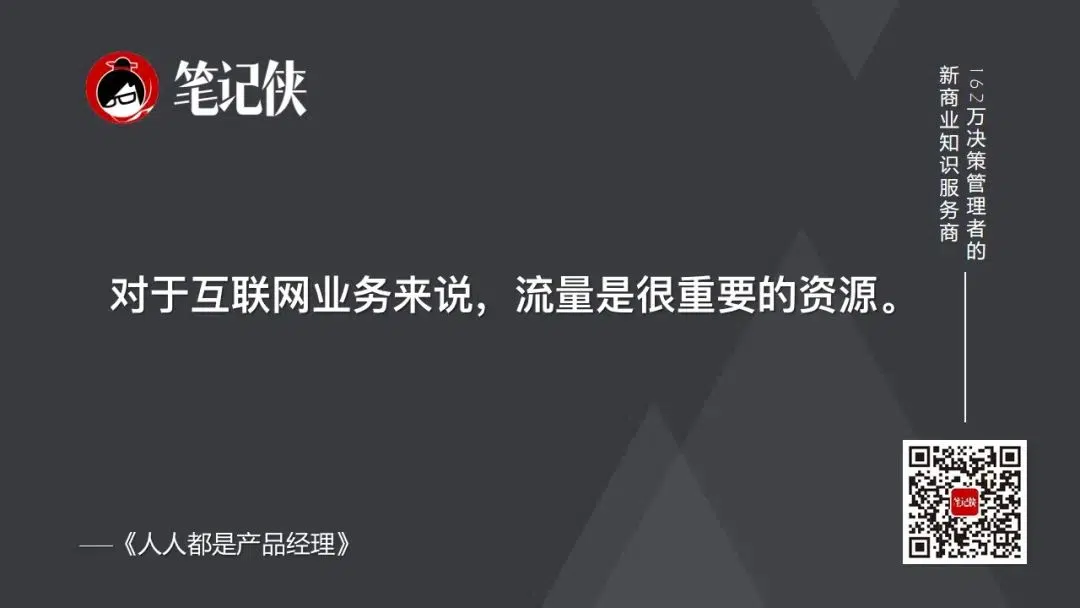 笔记侠
162万决策管理者的
新商业知识服务商
对于互联网业务来说，流量是很重要的资源。
——《人人都是产品经理》
笔记侠